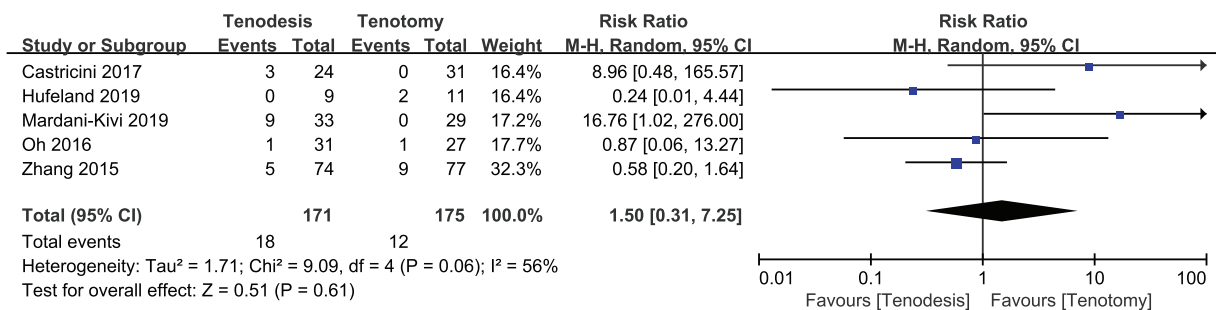 Tenodesis Tenotomy Risk Ratio Risk Ratio
Study or Subgroup Events Total Events Total Weight M-H, Random, 95% CI M-H, Random, 95% CI
Castricini 2017 3 24 0 31 16.4% 8.96 [0.48, 165.57]
Hufeland 2019 0 9 2 11 16.4% 0.24 [0.01, 4.44]
Mardani-Kivi 2019 9 33 0 29 17.2% 16.76 [1.02, 276.00]
Oh 2016 1 31 1 27 17.7% 0.87 [0.06, 13.27]
Zhang 2015 5 74 9 77 32.3% 0.58 [0.20, 1.64]
Total (95% CI) 171 175 100.0% 1.50 [0.31, 7.25]
Total events 18 12
Heterogeneity: Tau² = 1.71; Chi² = 9.09, df = 4 (P = 0.06); I² = 56%
Test for overall effect: Z = 0.51 (P = 0.61)
0.01 0.1 1 10 100
Favours [Tenodesis] Favours [Tenotomy]